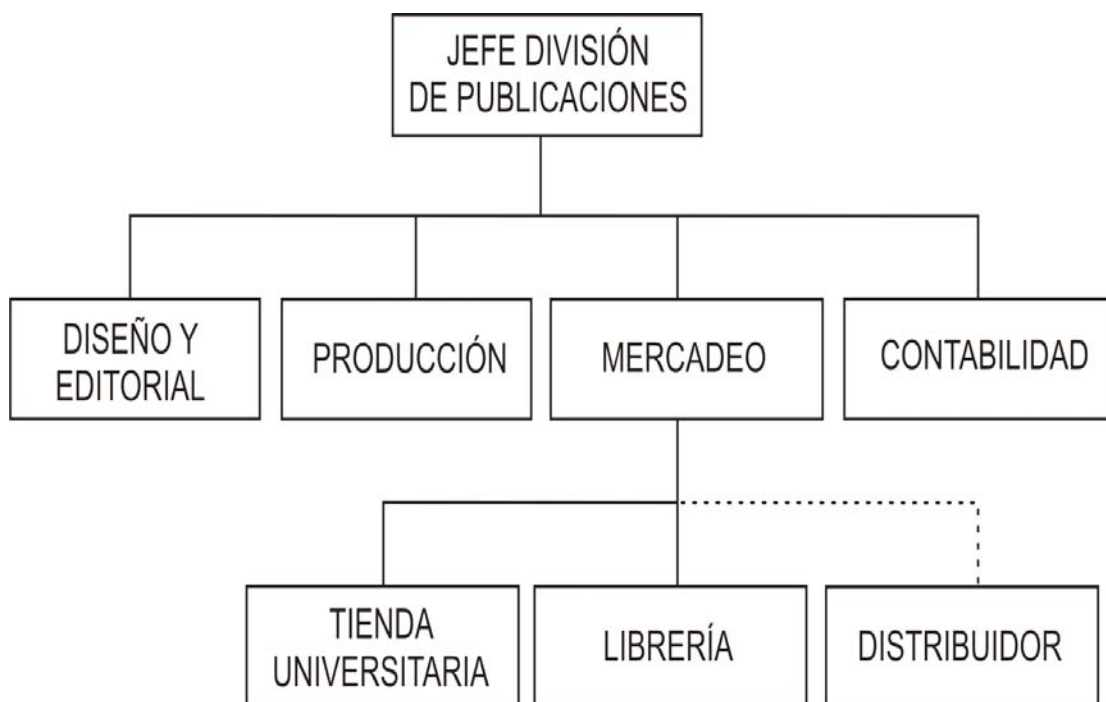 JEFE DIVISIÓN
DE PUBLICACIONES
DISEÑO Y
EDITORIAL
PRODUCCIÓN
MERCADEO
CONTABILIDAD
TIENDA
UNIVERSITARIA
LIBRERÍA
DISTRIBUIDOR